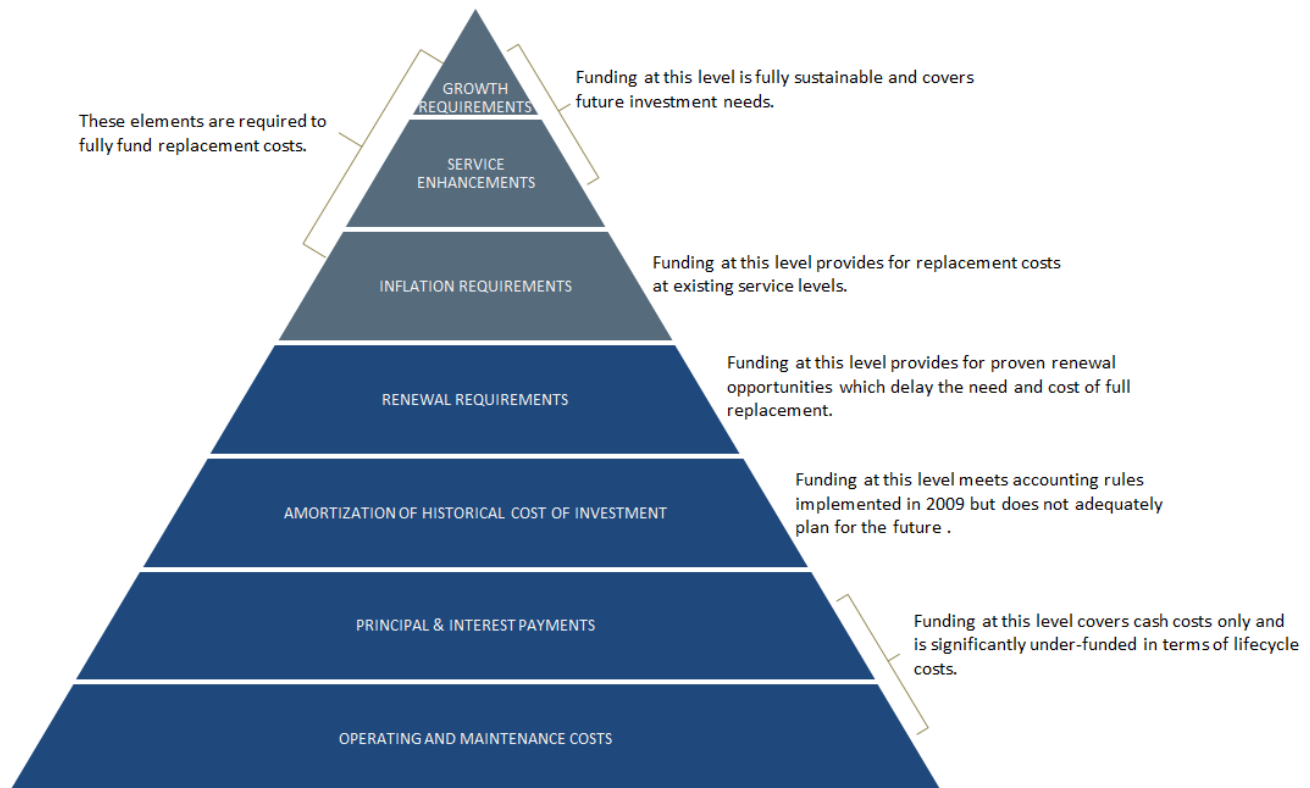 GROWTH
REQUIREMENTS
Funding at this level is fully sustainable and covers
future investment needs.
These elements are required to
fully fund replacement costs.
SERVICE
ENHANCEMENTS
INFLATION REQUIREMENTS
Funding at this level provides for replacement costs
at existing service levels.
RENEWAL REQUIREMENTS
Funding at this level provides for proven renewal
opportunities which delay the need and cost of full
replacement.
AMORTIZATION OF HISTORICAL COST OF INVESTMENT
Funding at this level meets accounting rules
implemented in 2009 but does not adequately
plan for the future .
PRINCIPAL & INTEREST PAYMENTS
Funding at this level covers cash costs only and
is significantly under-funded in terms of lifecycle
costs.
OPERATING AND MAINTENANCE COSTS